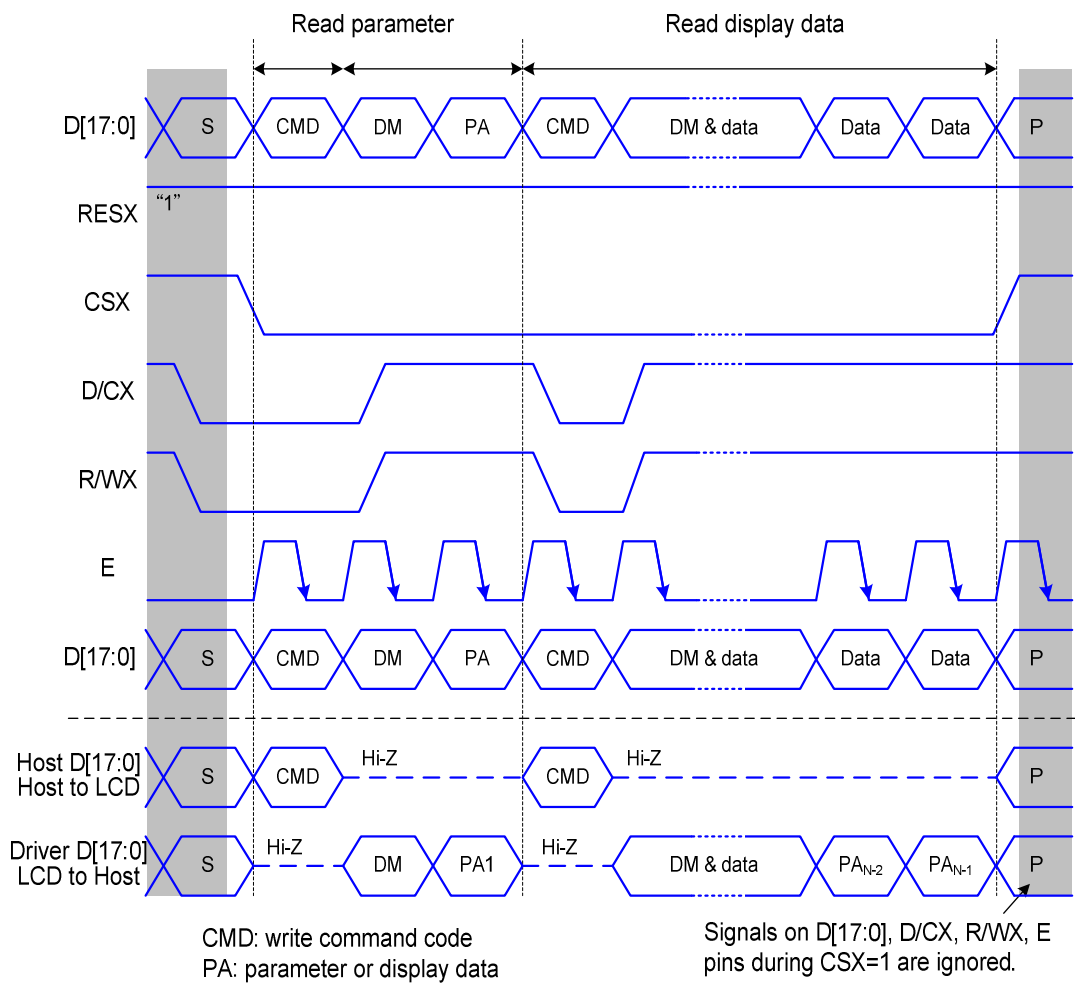 Read parameter Read display data
D[17:0] S CMD DM PA CMD DM & data Data Data P
“1”
RESX
CSX
D/CX
R/WX
E
D[17:0] S CMD DM PA CMD DM & data Data Data P
Host D[17:0]
Host to LCD
S CMD Hi-Z CMD Hi-Z P
Driver D[17:0]
LCD to Host
S Hi-Z DM PA1 Hi-Z DM & data PAN-2 PAN-1 P
CMD: write command code
PA: parameter or display data
Signals on D[17:0], D/CX, R/WX, E
pins during CSX=1 are ignored.